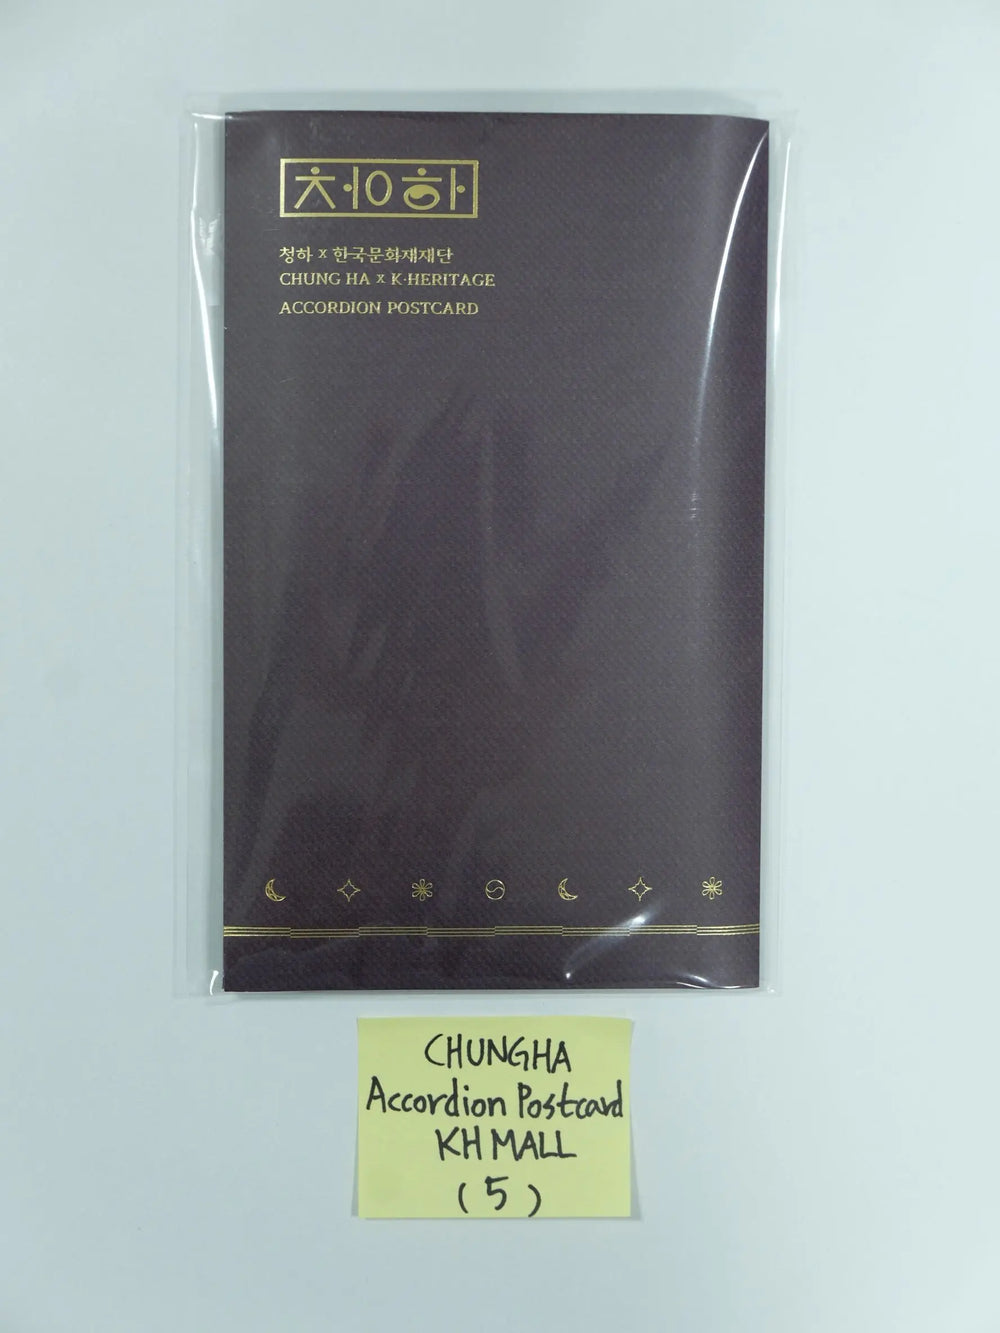 청하
청하 x 한국문화재재단
CHUNG HA x K·HERITAGE
ACCORDION POSTCARD
CHUNGHA
Accordion Postcard
KH MALL
( 5 )